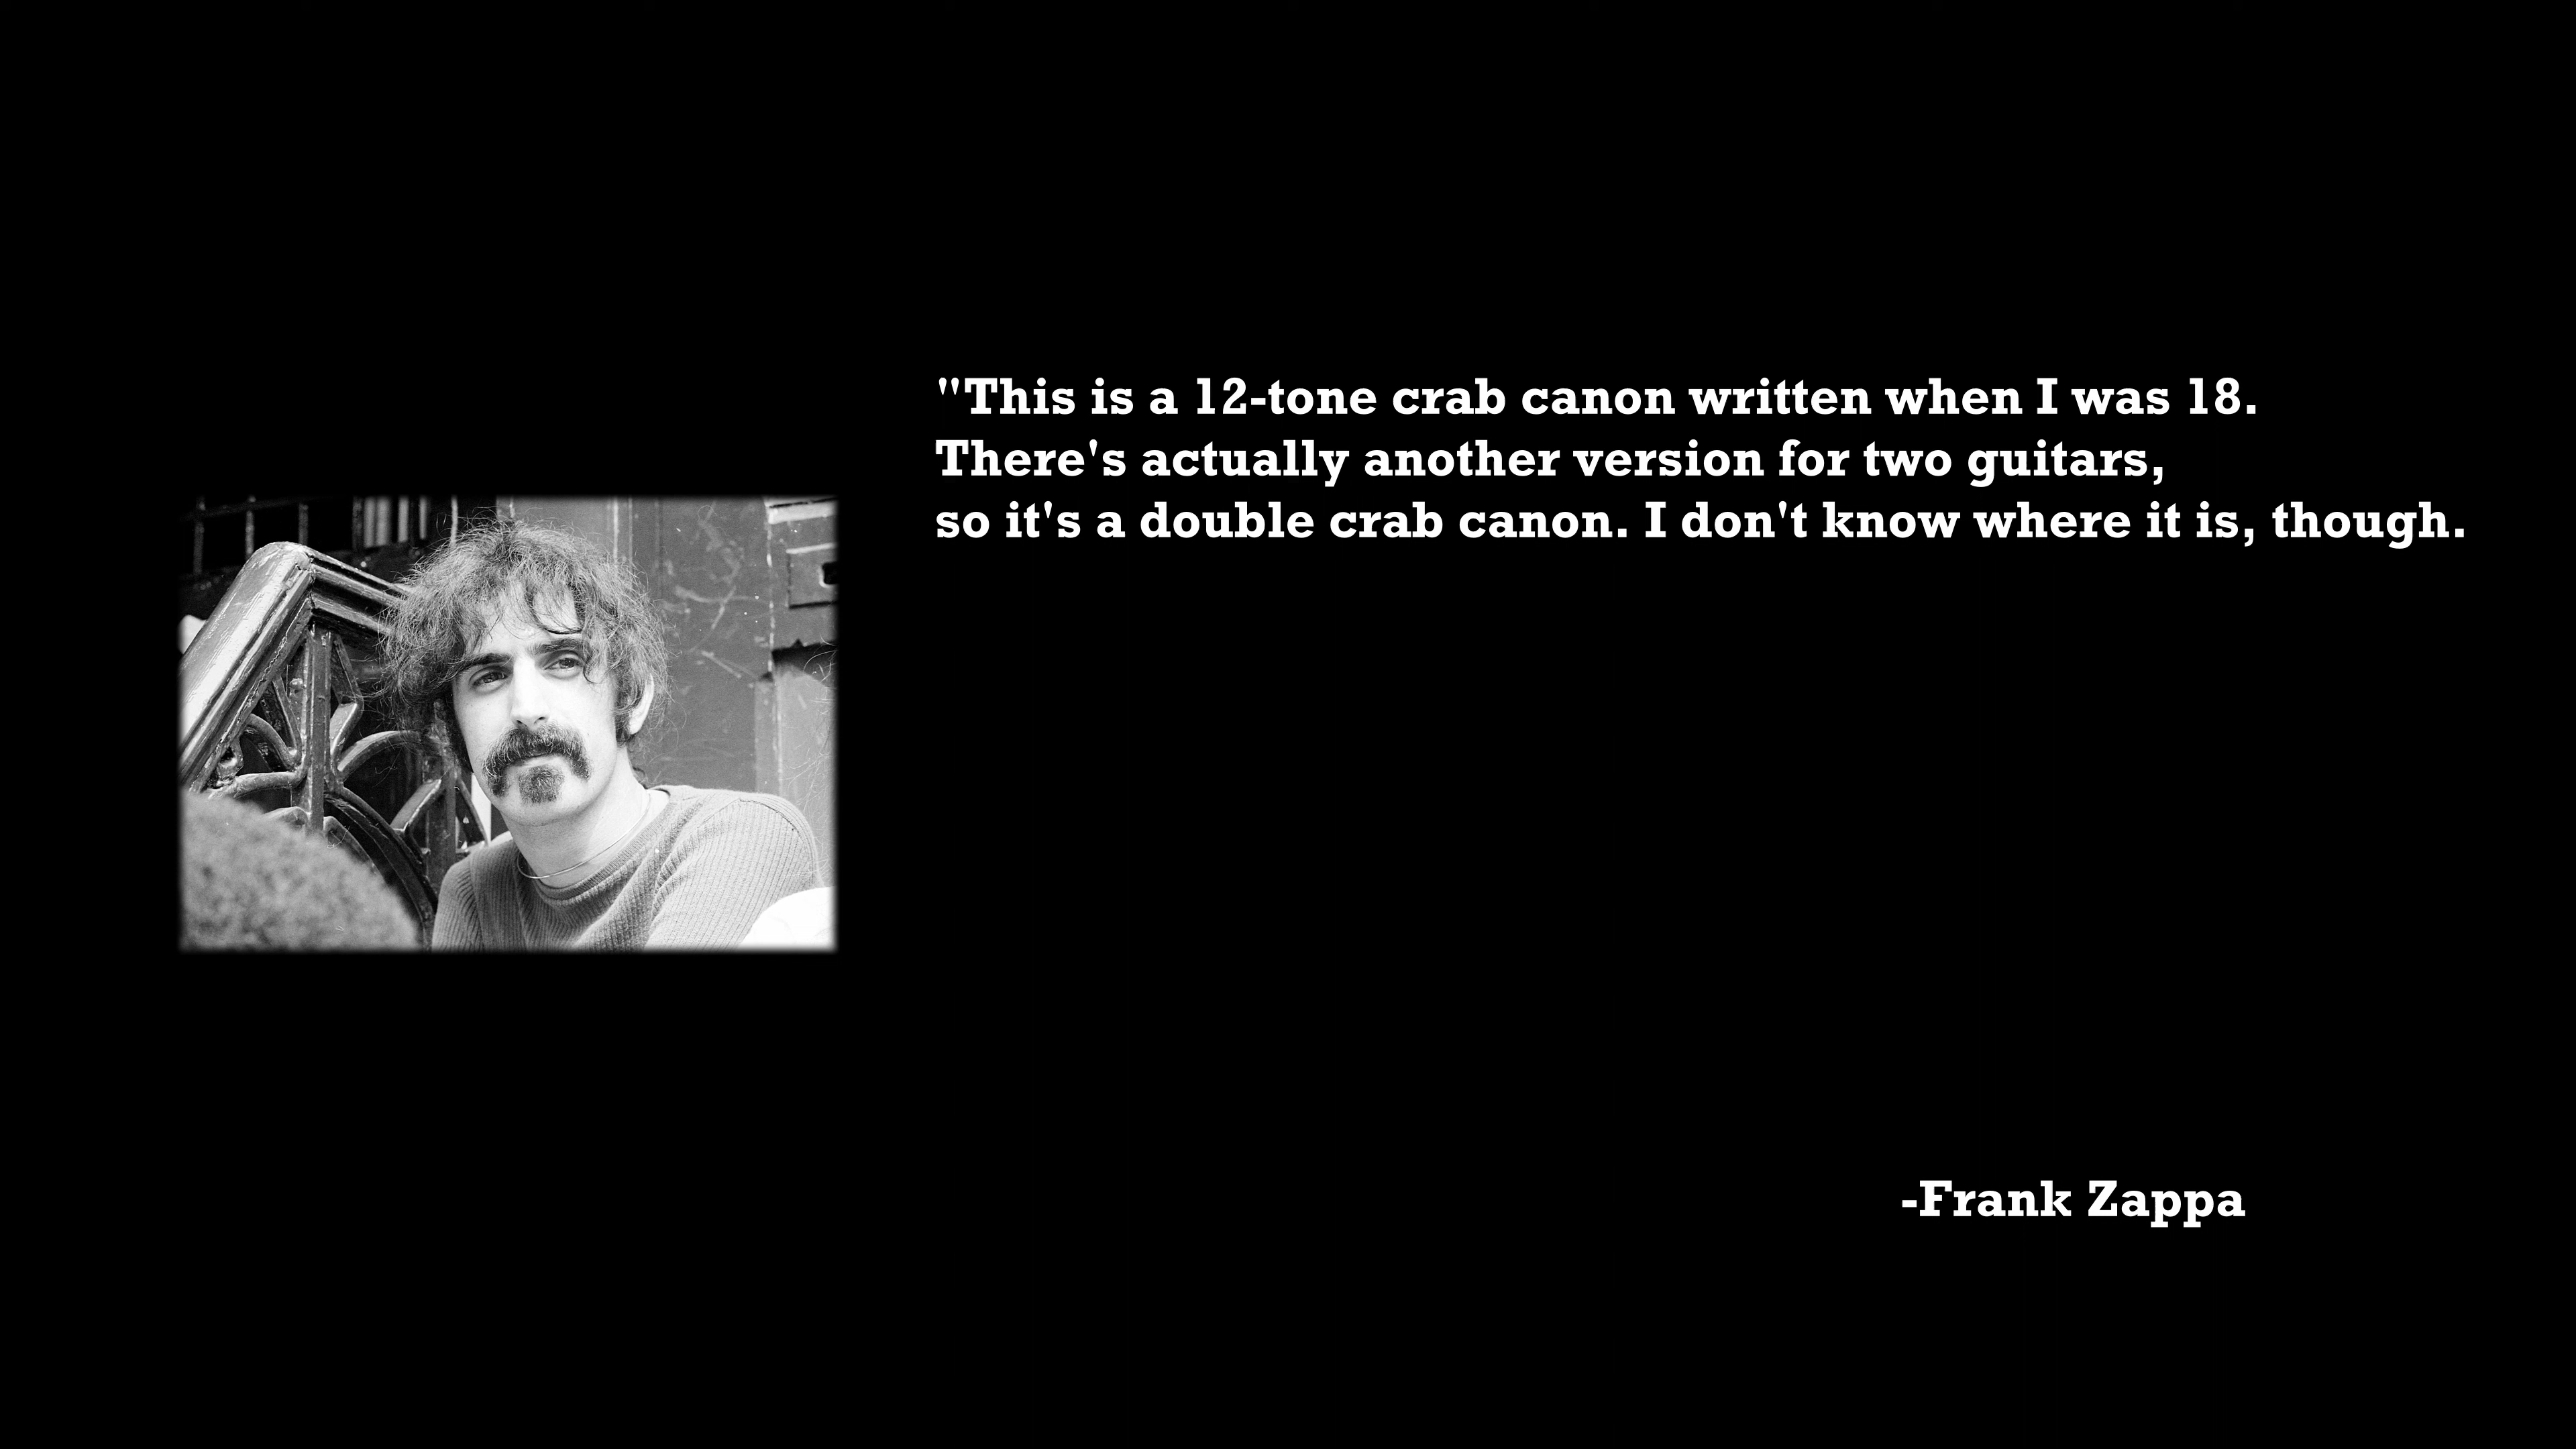 "This is a 12-tone crab canon written when I was 18.
There's actually another version for two guitars,
so it's a double crab canon. I don't know where it is, though.
-Frank Zappa